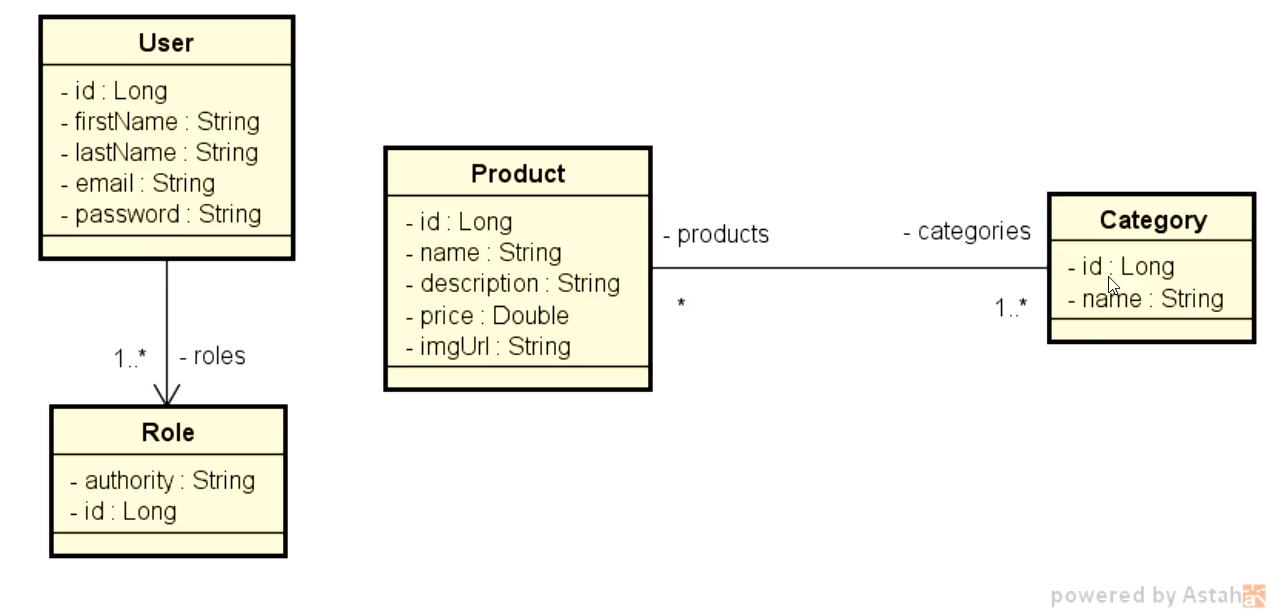 User
- id : Long
- firstName : String
- lastName : String
- email : String
- password : String
1..*
- roles
Role
- authority : String
- id : Long
Product
- id : Long
- name : String
- description : String
- price : Double
- imgUrl : String
- products
*
- categories
1..*
Category
- id : Long
- name : String
powered by Astah